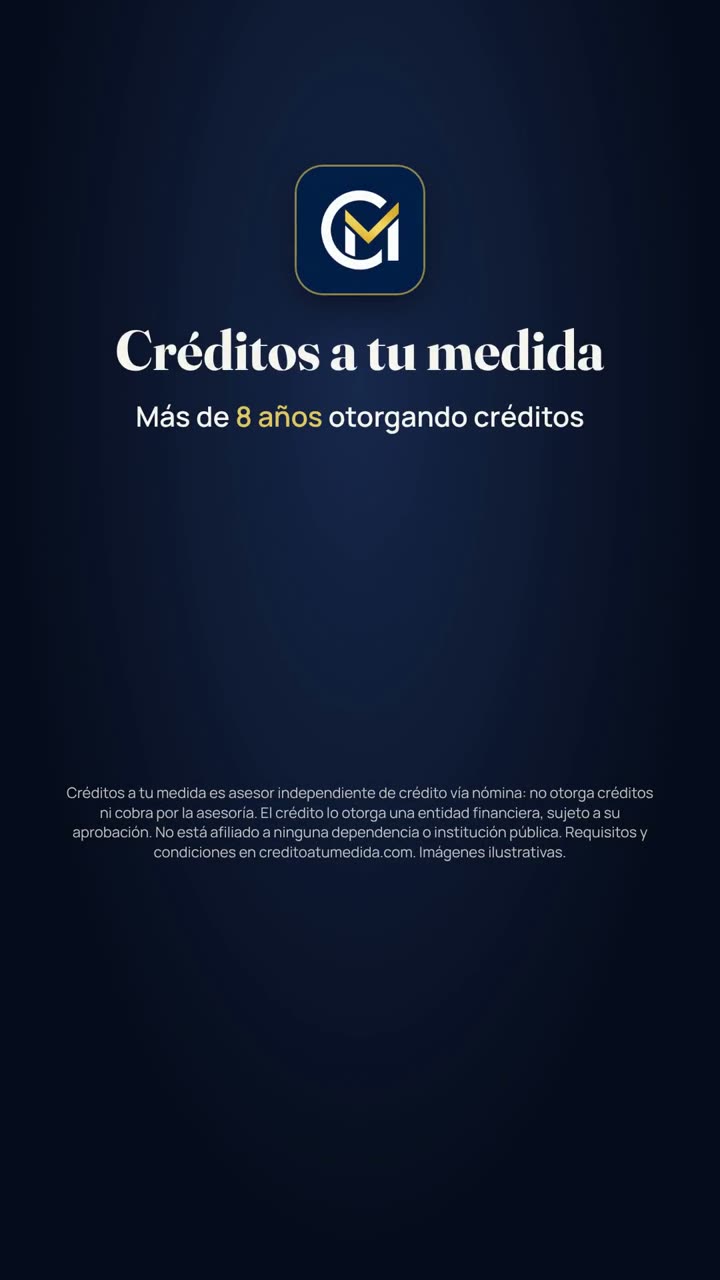 CM
Créditos a tu medida
Más de 8 años otorgando créditos
Créditos a tu medida es asesor independiente de crédito vía nómina: no otorga créditos
ni cobra por la asesoría. El crédito lo otorga una entidad financiera, sujeto a su
aprobación. No está afiliado a ninguna dependencia o institución pública. Requisitos y
condiciones en creditoatumedida.com. Imágenes ilustrativas.